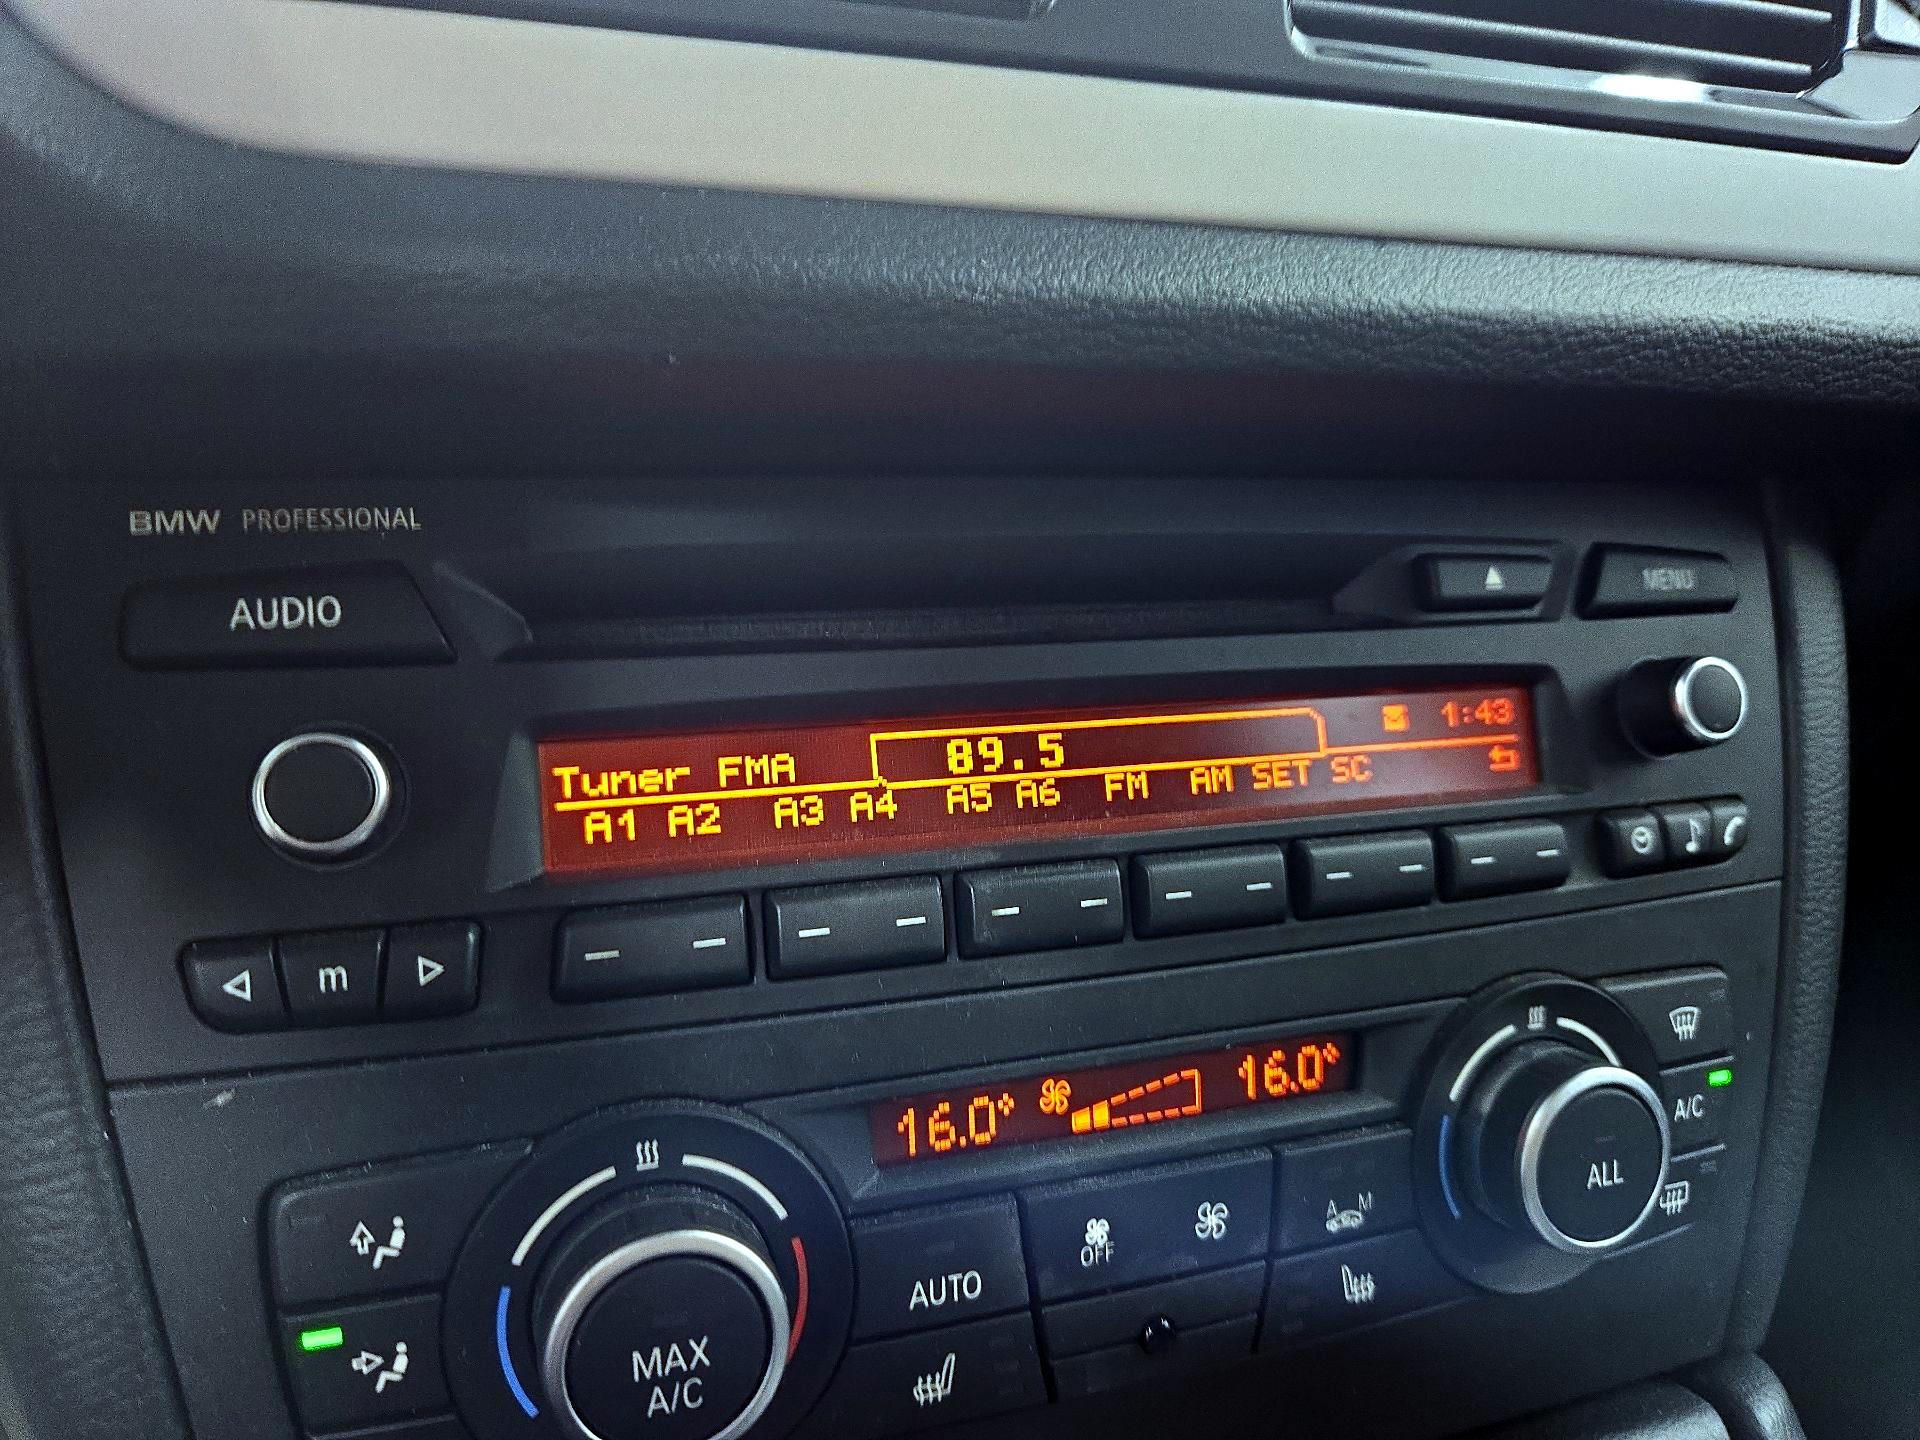 BMW PROFESSIONAL
AUDIO
MENU
Tuner FMA 89.5 1:43
A1 A2 A3 A4 A5 A6 FM AM SET SC
m
16.0° 16.0°
A/C
ALL
OFF
A M
AUTO
MAX
A/C